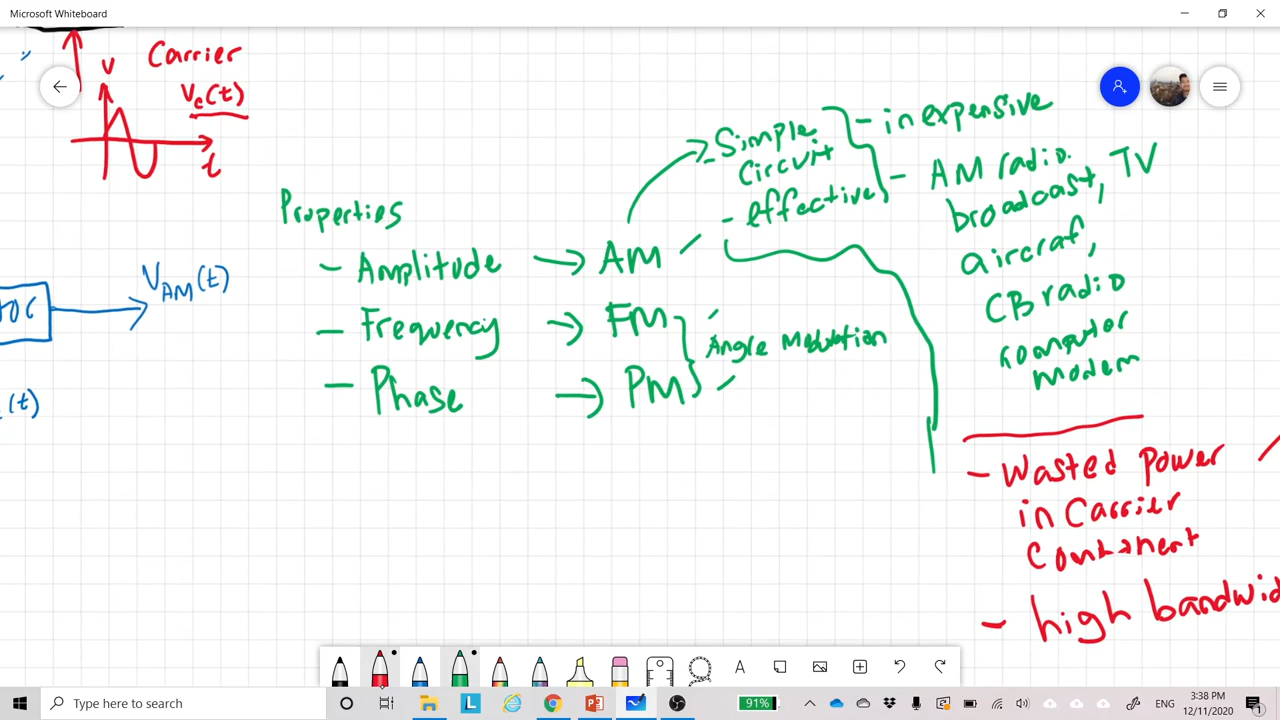 Microsoft Whiteboard
Carrier
v
Vc(t)
t
Properties
- Amplitude → AM
- Frequency → FM
- Phase → PM
Angle Modulation
VAM(t)
(t)
- Simple
Circuit
- effective
- inexpensive
- AM radio.
broadcast, TV
aircraf,
CB radio
computer
modem
- Wasted Power
in Carrier
- high bandwid
A
Type here to search
91%
ENG
3:38 PM
12/11/2020
1